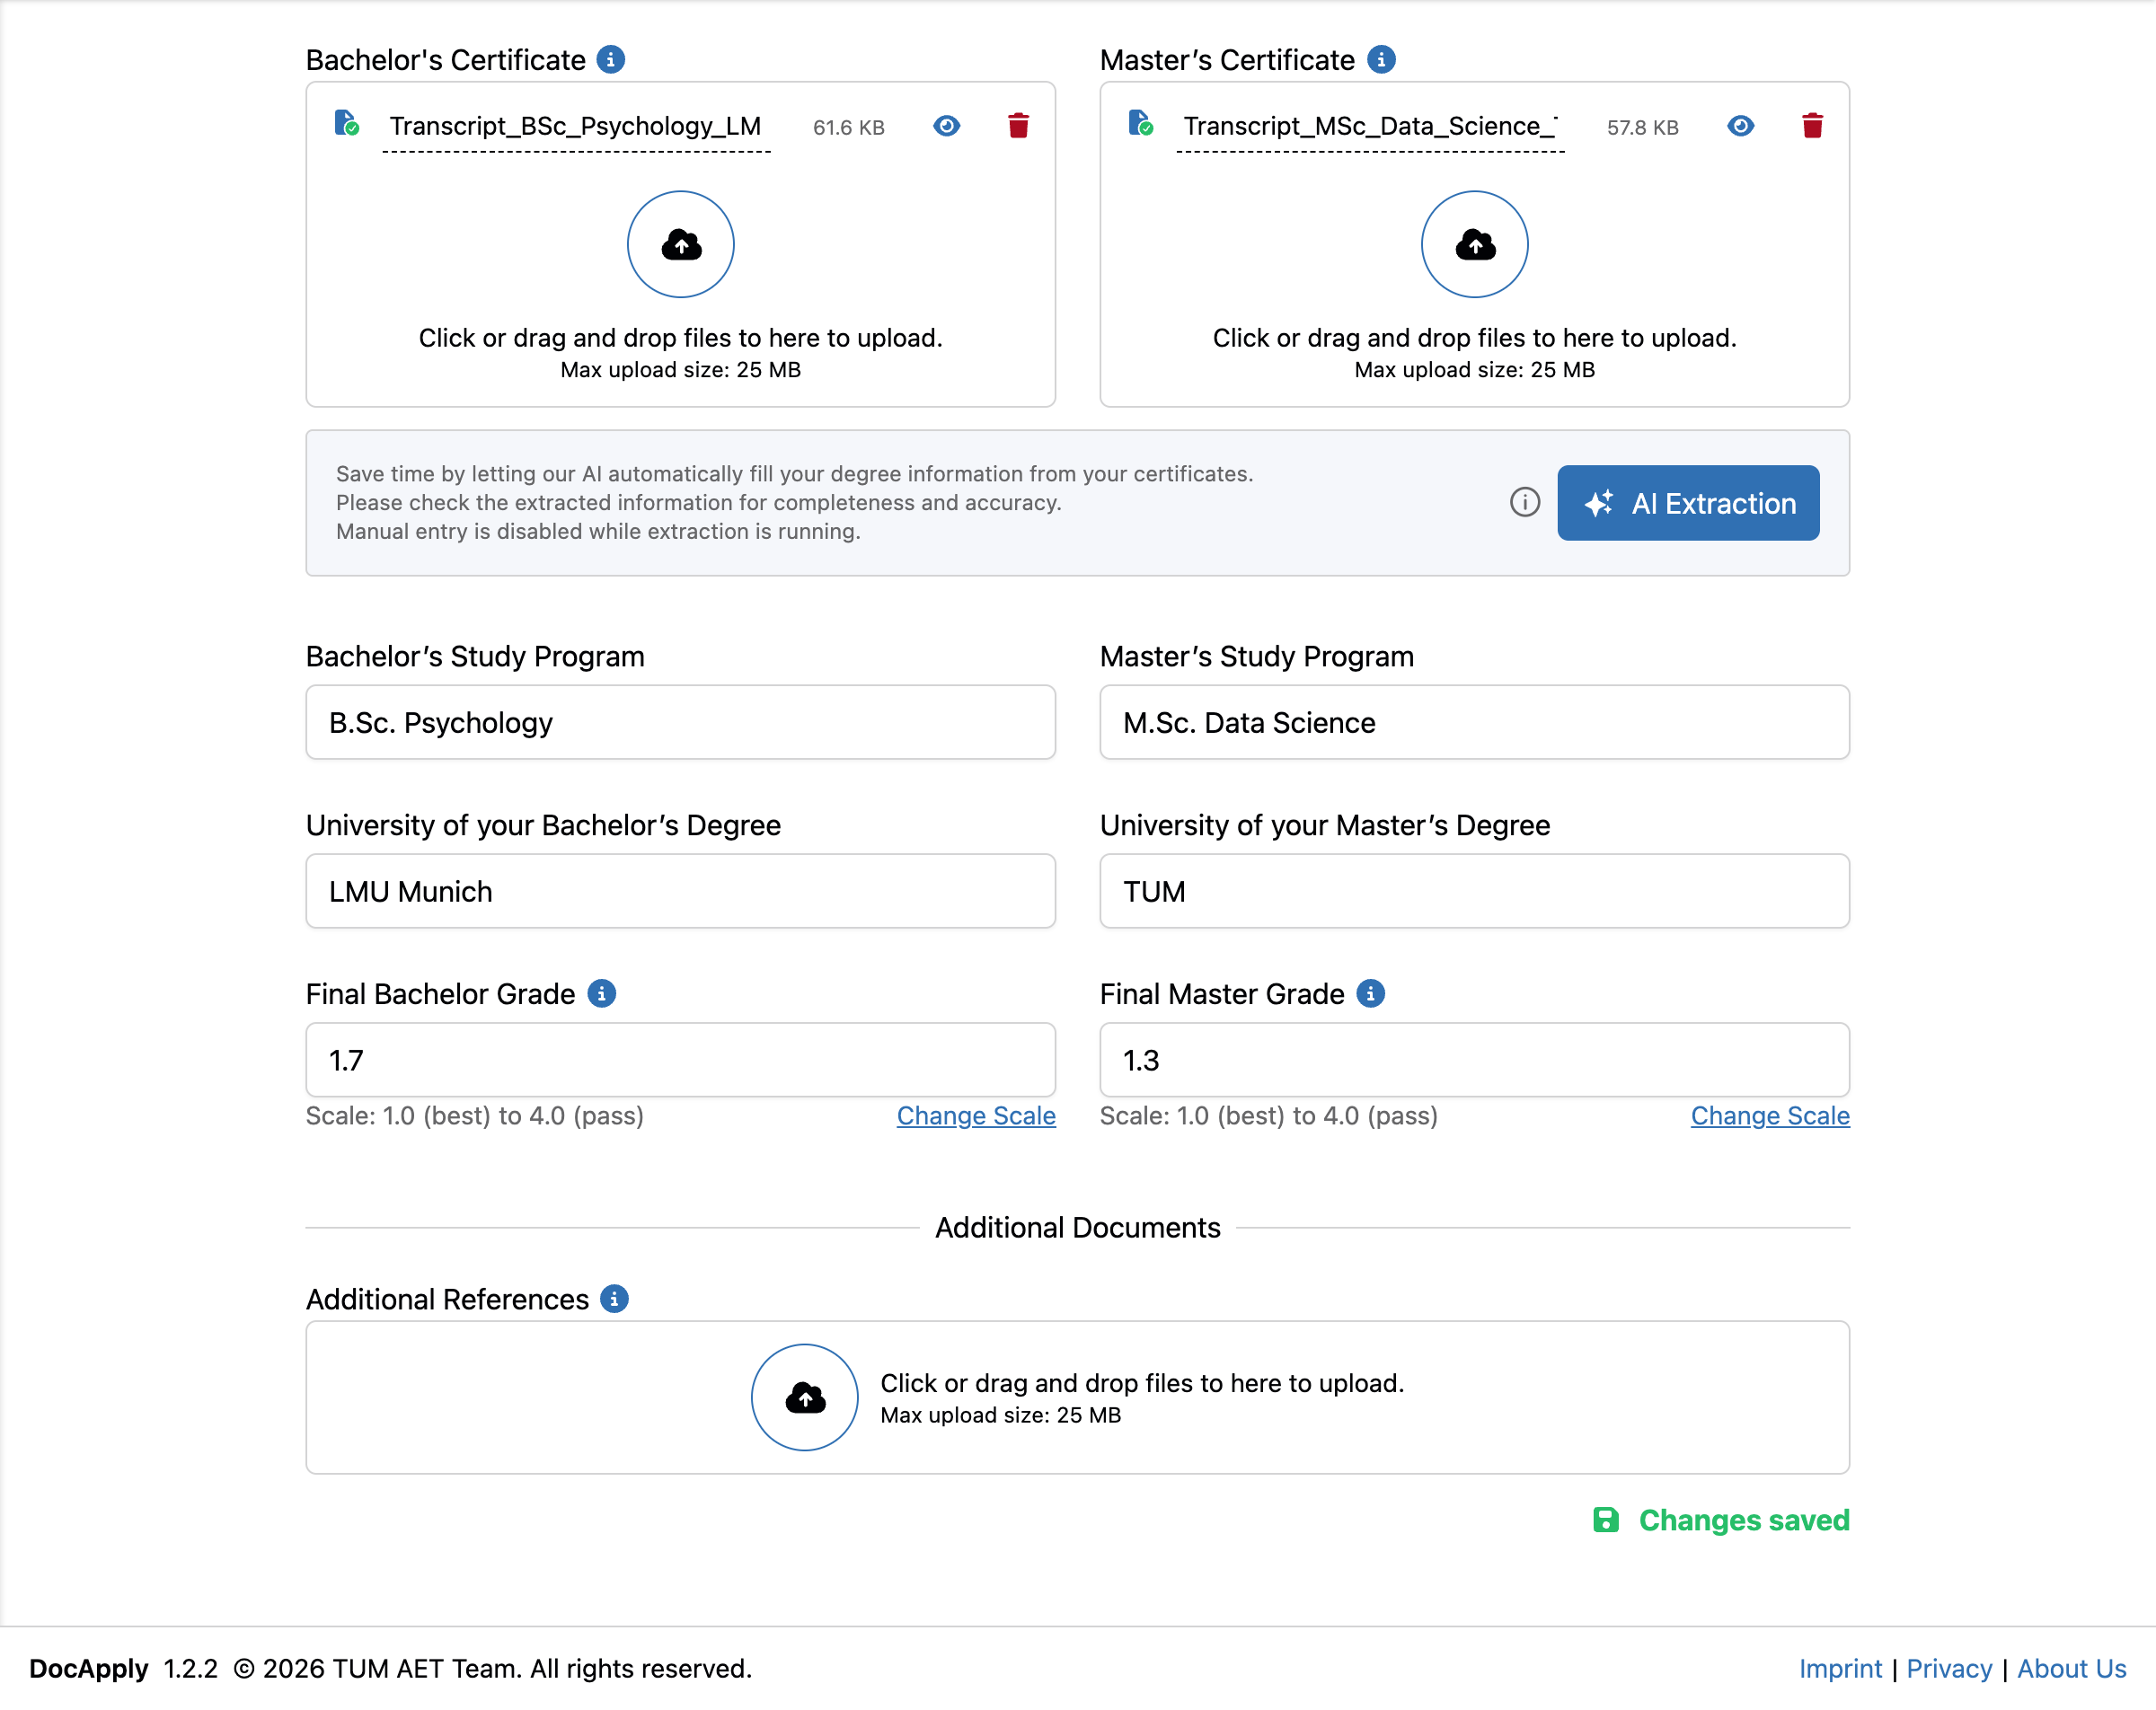 Bachelor's Certificate
Master’s Certificate
Transcript_BSc_Psychology_LM 61.6 KB
Transcript_MSc_Data_Science_ 57.8 KB
Click or drag and drop files to here to upload.
Max upload size: 25 MB
Click or drag and drop files to here to upload.
Max upload size: 25 MB
Save time by letting our AI automatically fill your degree information from your certificates.
Please check the extracted information for completeness and accuracy.
Manual entry is disabled while extraction is running.
AI Extraction
Bachelor’s Study Program
Master’s Study Program
B.Sc. Psychology
M.Sc. Data Science
University of your Bachelor’s Degree
University of your Master’s Degree
LMU Munich
TUM
Final Bachelor Grade
Final Master Grade
1.7
1.3
Scale: 1.0 (best) to 4.0 (pass) Change Scale
Scale: 1.0 (best) to 4.0 (pass) Change Scale
Additional Documents
Additional References
Click or drag and drop files to here to upload.
Max upload size: 25 MB
Changes saved
DocApply 1.2.2 © 2026 TUM AET Team. All rights reserved.
Imprint | Privacy | About Us